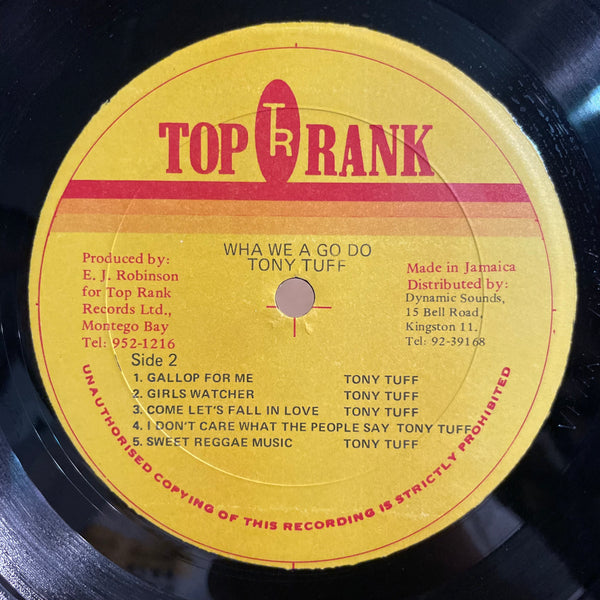 TOP TR RANK
WHA WE A GO DO
TONY TUFF
Produced by:
E. J. Robinson
for Top Rank
Records Ltd.,
Montego Bay
Tel: 952-1216
Made in Jamaica
Distributed by:
Dynamic Sounds,
15 Bell Road,
Kingston 11.
Tel: 92-39168
Side 2
1. GALLOP FOR ME TONY TUFF
2. GIRLS WATCHER TONY TUFF
3. COME LET'S FALL IN LOVE TONY TUFF
4. I DON'T CARE WHAT THE PEOPLE SAY TONY TUFF
5. SWEET REGGAE MUSIC TONY TUFF
UNAUTHORISED COPYING OF THIS RECORDING IS STRICTLY PROHIBITED